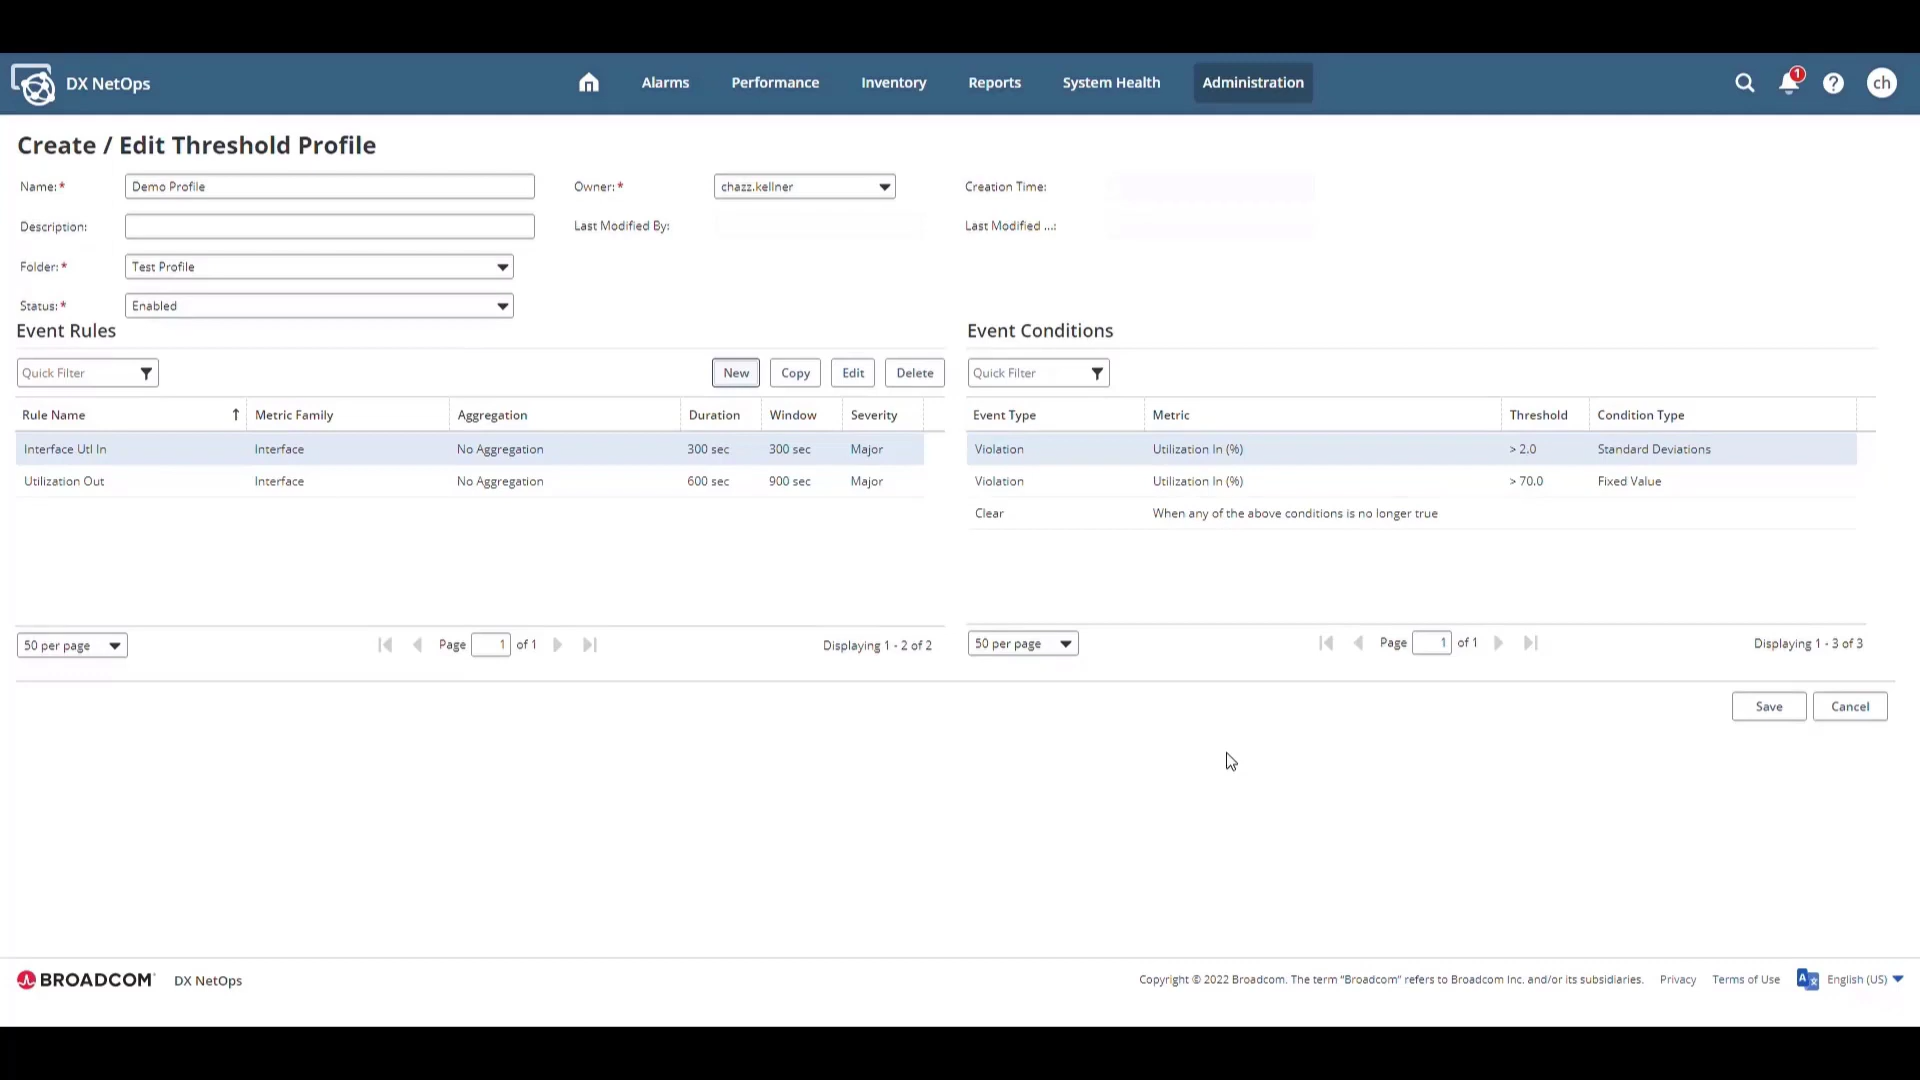 DX NetOps
Alarms Performance Inventory Reports System Health Administration
1
?
ch
Create / Edit Threshold Profile
Name:* Demo Profile Owner:* chazz.kellner Creation Time:
Description: Last Modified By: Last Modified ...:
Folder:* Test Profile
Status:* Enabled
Event Rules
Quick Filter New Copy Edit Delete
Rule Name Metric Family Aggregation Duration Window Severity
Interface Utl In Interface No Aggregation 300 sec 300 sec Major
Utilization Out Interface No Aggregation 600 sec 900 sec Major
50 per page Page 1 of 1 Displaying 1 - 2 of 2
Event Conditions
Quick Filter
Event Type Metric Threshold Condition Type
Violation Utilization In (%) > 2.0 Standard Deviations
Violation Utilization In (%) > 70.0 Fixed Value
Clear When any of the above conditions is no longer true
50 per page Page 1 of 1 Displaying 1 - 3 of 3
Save Cancel
BROADCOM DX NetOps Copyright © 2022 Broadcom. The term "Broadcom" refers to Broadcom Inc. and/or its subsidiaries. Privacy Terms of Use English (US)